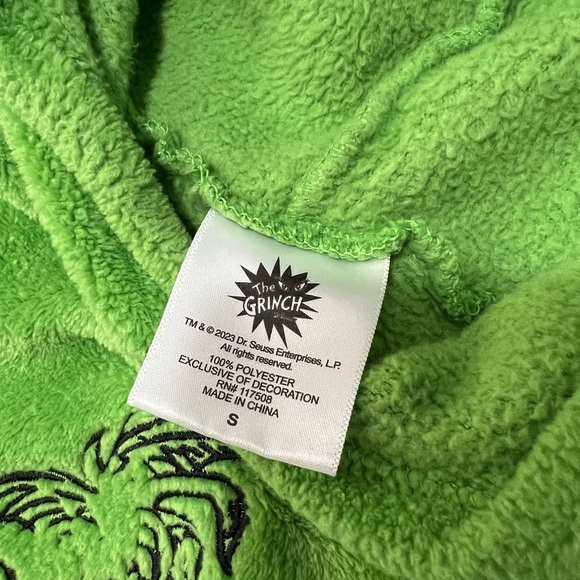 The
GRINCH
TM & © 2023 Dr. Seuss Enterprises, L.P.
All rights reserved.
100% POLYESTER
EXCLUSIVE OF DECORATION
RN# 117508
MADE IN CHINA
S